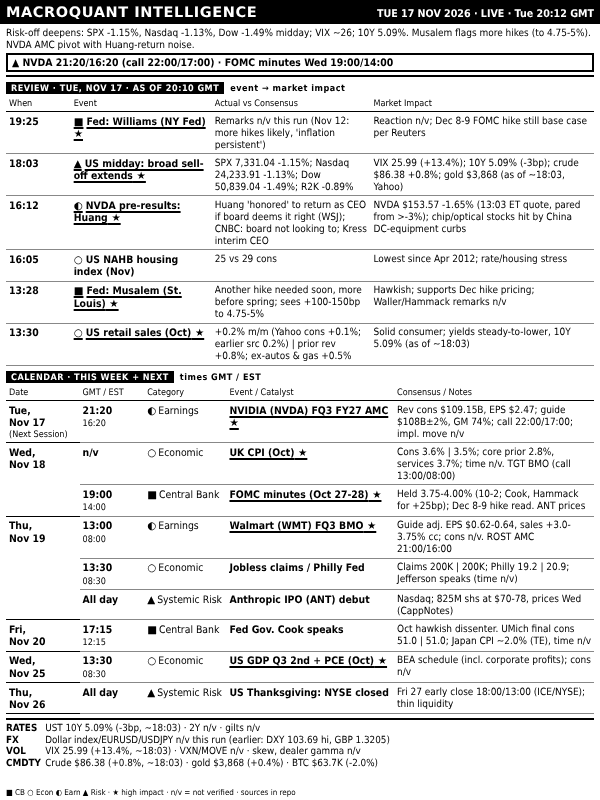 MACROQUANT INTELLIGENCE TUE 17 NOV 2026 · LIVE · Tue 20:12 GMT
Risk-off deepens: SPX -1.15%, Nasdaq -1.13%, Dow -1.49% midday; VIX ~26; 10Y 5.09%. Musalem flags more hikes (to 4.75-5%).
NVDA AMC pivot with Huang-return noise.
▲ NVDA 21:20/16:20 (call 22:00/17:00) · FOMC minutes Wed 19:00/14:00
REVIEW · TUE, NOV 17 · AS OF 20:10 GMT event → market impact
When Event Actual vs Consensus Market Impact
19:25 ■ Fed: Williams (NY Fed) Remarks n/v this run (Nov 12: Reaction n/v; Dec 8-9 FOMC hike still base case
★ more hikes likely, 'inflation per Reuters
persistent')
18:03 ▲ US midday: broad sell- SPX 7,331.04 -1.15%; Nasdaq VIX 25.99 (+13.4%); 10Y 5.09% (-3bp); crude
off extends ★ 24,233.91 -1.13%; Dow $86.38 +0.8%; gold $3,868 (as of ~18:03,
50,839.04 -1.49%; R2K -0.89% Yahoo)
16:12 ◐ NVDA pre-results: Huang 'honored' to return as CEO NVDA $153.57 -1.65% (13:03 ET quote, pared
Huang ★ if board deems it right (WSJ); from >-3%); chip/optical stocks hit by China
CNBC: board not looking to; Kress DC-equipment curbs
interim CEO
16:05 ○ US NAHB housing 25 vs 29 cons Lowest since Apr 2012; rate/housing stress
index (Nov)
13:28 ■ Fed: Musalem (St. Another hike needed soon, more Hawkish; supports Dec hike pricing;
Louis) ★ before spring; sees +100-150bp Waller/Hammack remarks n/v
to 4.75-5%
13:30 ○ US retail sales (Oct) ★ +0.2% m/m (Yahoo cons +0.1%; Solid consumer; yields steady-to-lower, 10Y
earlier src 0.2%) | prior rev 5.09% (as of ~18:03)
+0.8%; ex-autos & gas +0.5%
CALENDAR · THIS WEEK + NEXT times GMT / EST
Date GMT / EST Category Event / Catalyst Consensus / Notes
Tue, 21:20 ◐ Earnings NVIDIA (NVDA) FQ3 FY27 AMC Rev cons $109.15B, EPS $2.47; guide
Nov 17 16:20 ★ $108B±2%, GM 74%; call 22:00/17:00;
(Next Session) impl. move n/v
Wed, n/v ○ Economic UK CPI (Oct) ★ Cons 3.6% | 3.5%; core prior 2.8%,
Nov 18 services 3.7%; time n/v. TGT BMO (call
13:00/08:00)
19:00 ■ Central Bank FOMC minutes (Oct 27-28) ★ Held 3.75-4.00% (10-2; Cook, Hammack
14:00 for +25bp); Dec 8-9 hike read. ANT prices
Thu, 13:00 ◐ Earnings Walmart (WMT) FQ3 BMO ★ Guide adj. EPS $0.62-0.64, sales +3.0-
Nov 19 08:00 3.75% cc; cons n/v. ROST AMC
21:00/16:00
13:30 ○ Economic Jobless claims / Philly Fed Claims 200K | 200K; Philly 19.2 | 20.9;
08:30 Jefferson speaks (time n/v)
All day ▲ Systemic Risk Anthropic IPO (ANT) debut Nasdaq; 825M shs at $70-78, prices Wed
(CappNotes)
Fri, 17:15 ■ Central Bank Fed Gov. Cook speaks Oct hawkish dissenter. UMich final cons
Nov 20 12:15 51.0 | 51.0; Japan CPI ~2.0% (TE), time n/v
Wed, 13:30 ○ Economic US GDP Q3 2nd + PCE (Oct) ★ BEA schedule (incl. corporate profits); cons
Nov 25 08:30 n/v
Thu, All day ▲ Systemic Risk US Thanksgiving: NYSE closed Fri 27 early close 18:00/13:00 (ICE/NYSE);
Nov 26 thin liquidity
RATES UST 10Y 5.09% (-3bp, ~18:03) · 2Y n/v · gilts n/v
FX Dollar index/EURUSD/USDJPY n/v this run (earlier: DXY 103.69 hi, GBP 1.3205)
VOL VIX 25.99 (+13.4%, ~18:03) · VXN/MOVE n/v · skew, dealer gamma n/v
CMDTY Crude $86.38 (+0.8%, ~18:03) · gold $3,868 (+0.4%) · BTC $63.7K (-2.0%)
■ CB ○ Econ ◐ Earn ▲ Risk · ★ high impact · n/v = not verified · sources in repo